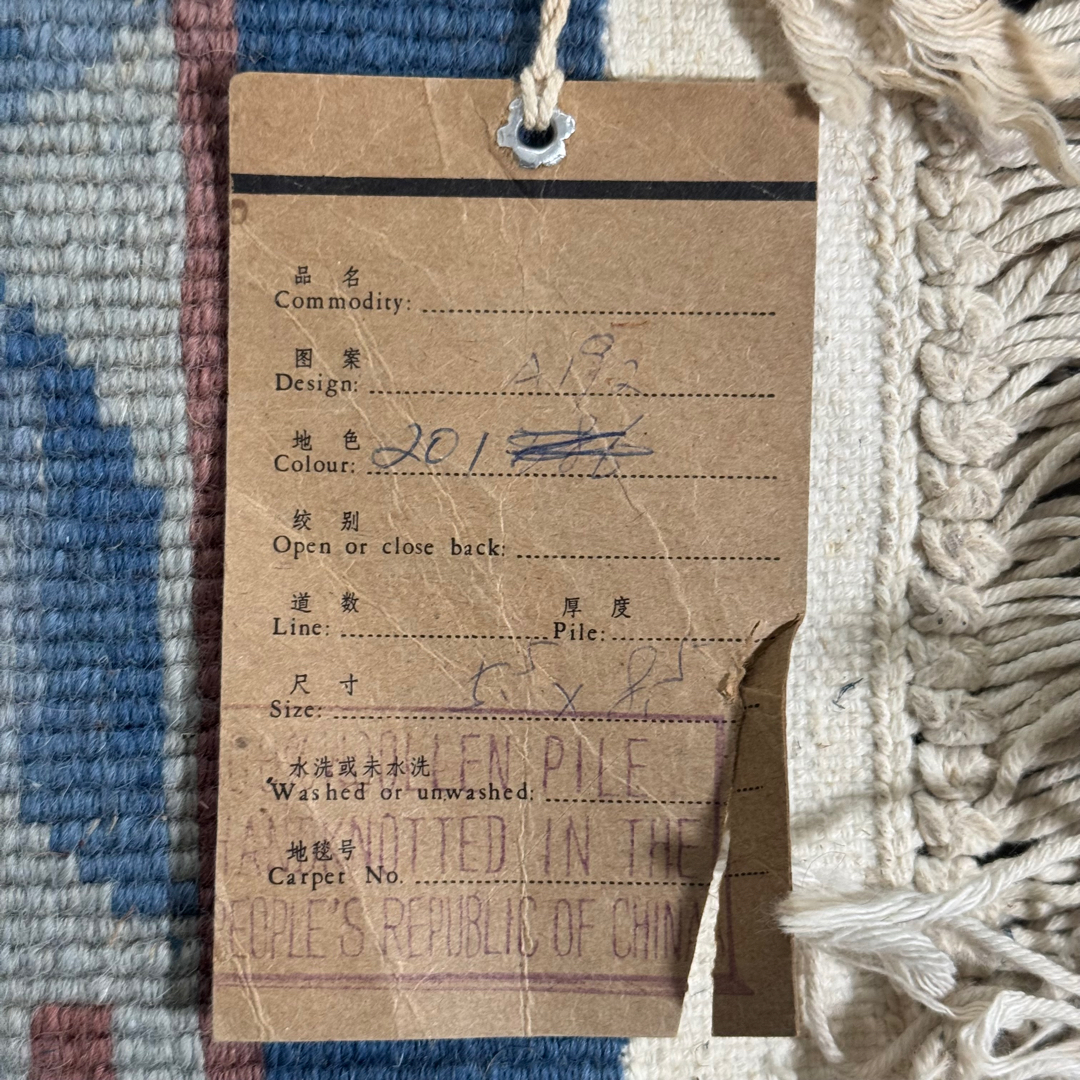 品 名
Commodity:
图 案
Design: A192
地 色
Colour: 201
绞 别
Open or close back:
道 数 厚 度
Line: Pile:
尺 寸
Size: 5.5 x 8.5
水洗或未水洗
Washed or unwashed:
地毯号
Carpet No.
PILE
KNOTTED IN THE
PEOPLE'S REPUBLIC OF CHINA